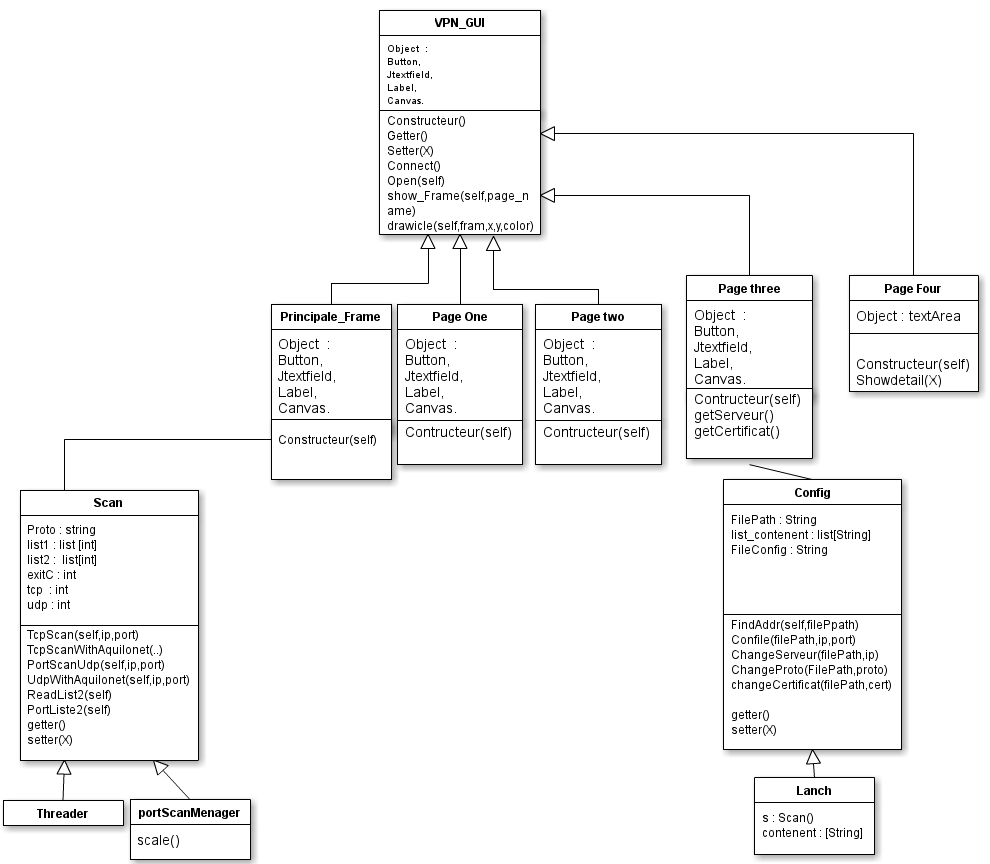 VPN_GUI
Object  :
Button,
Jtextfield,
Label,
Canvas.
Constructeur()
Getter()
Setter(X)
Connect()
Open(self)
show_Frame(self,page_n
ame)
drawicle(self,fram,x,y,color)
Principale_Frame
Object  :
Button,
Jtextfield,
Label,
Canvas.
Constructeur(self)
Page One
Object  :
Button,
Jtextfield,
Label,
Canvas.
Contructeur(self)
Page two
Object  :
Button,
Jtextfield,
Label,
Canvas.
Contructeur(self)
Page three
Object  :
Button,
Jtextfield,
Label,
Canvas.
Contructeur(self)
getServeur()
getCertificat()
Page Four
Object : textArea
Constructeur(self)
Showdetail(X)
Scan
Proto : string
list1 : list [int]
list2 :  list[int]
exitC : int
tcp  : int
udp : int
TcpScan(self,ip,port)
TcpScanWithAquilonet(..)
PortScanUdp(self,ip,port)
UdpWithAquilonet(self,ip,port)
ReadList2(self)
PortListe2(self)
getter()
setter(X)
Config
FilePath : String
list_contenent : list[String]
FileConfig : String
FindAddr(self,filePpath)
Confile(filePath,ip,port)
ChangeServeur(filePath,ip)
ChangeProto(FilePath,proto)
changeCertificat(filePath,cert)
getter()
setter(X)
Threader
portScanMenager
scale()
Lanch
s : Scan()
contenent : [String]